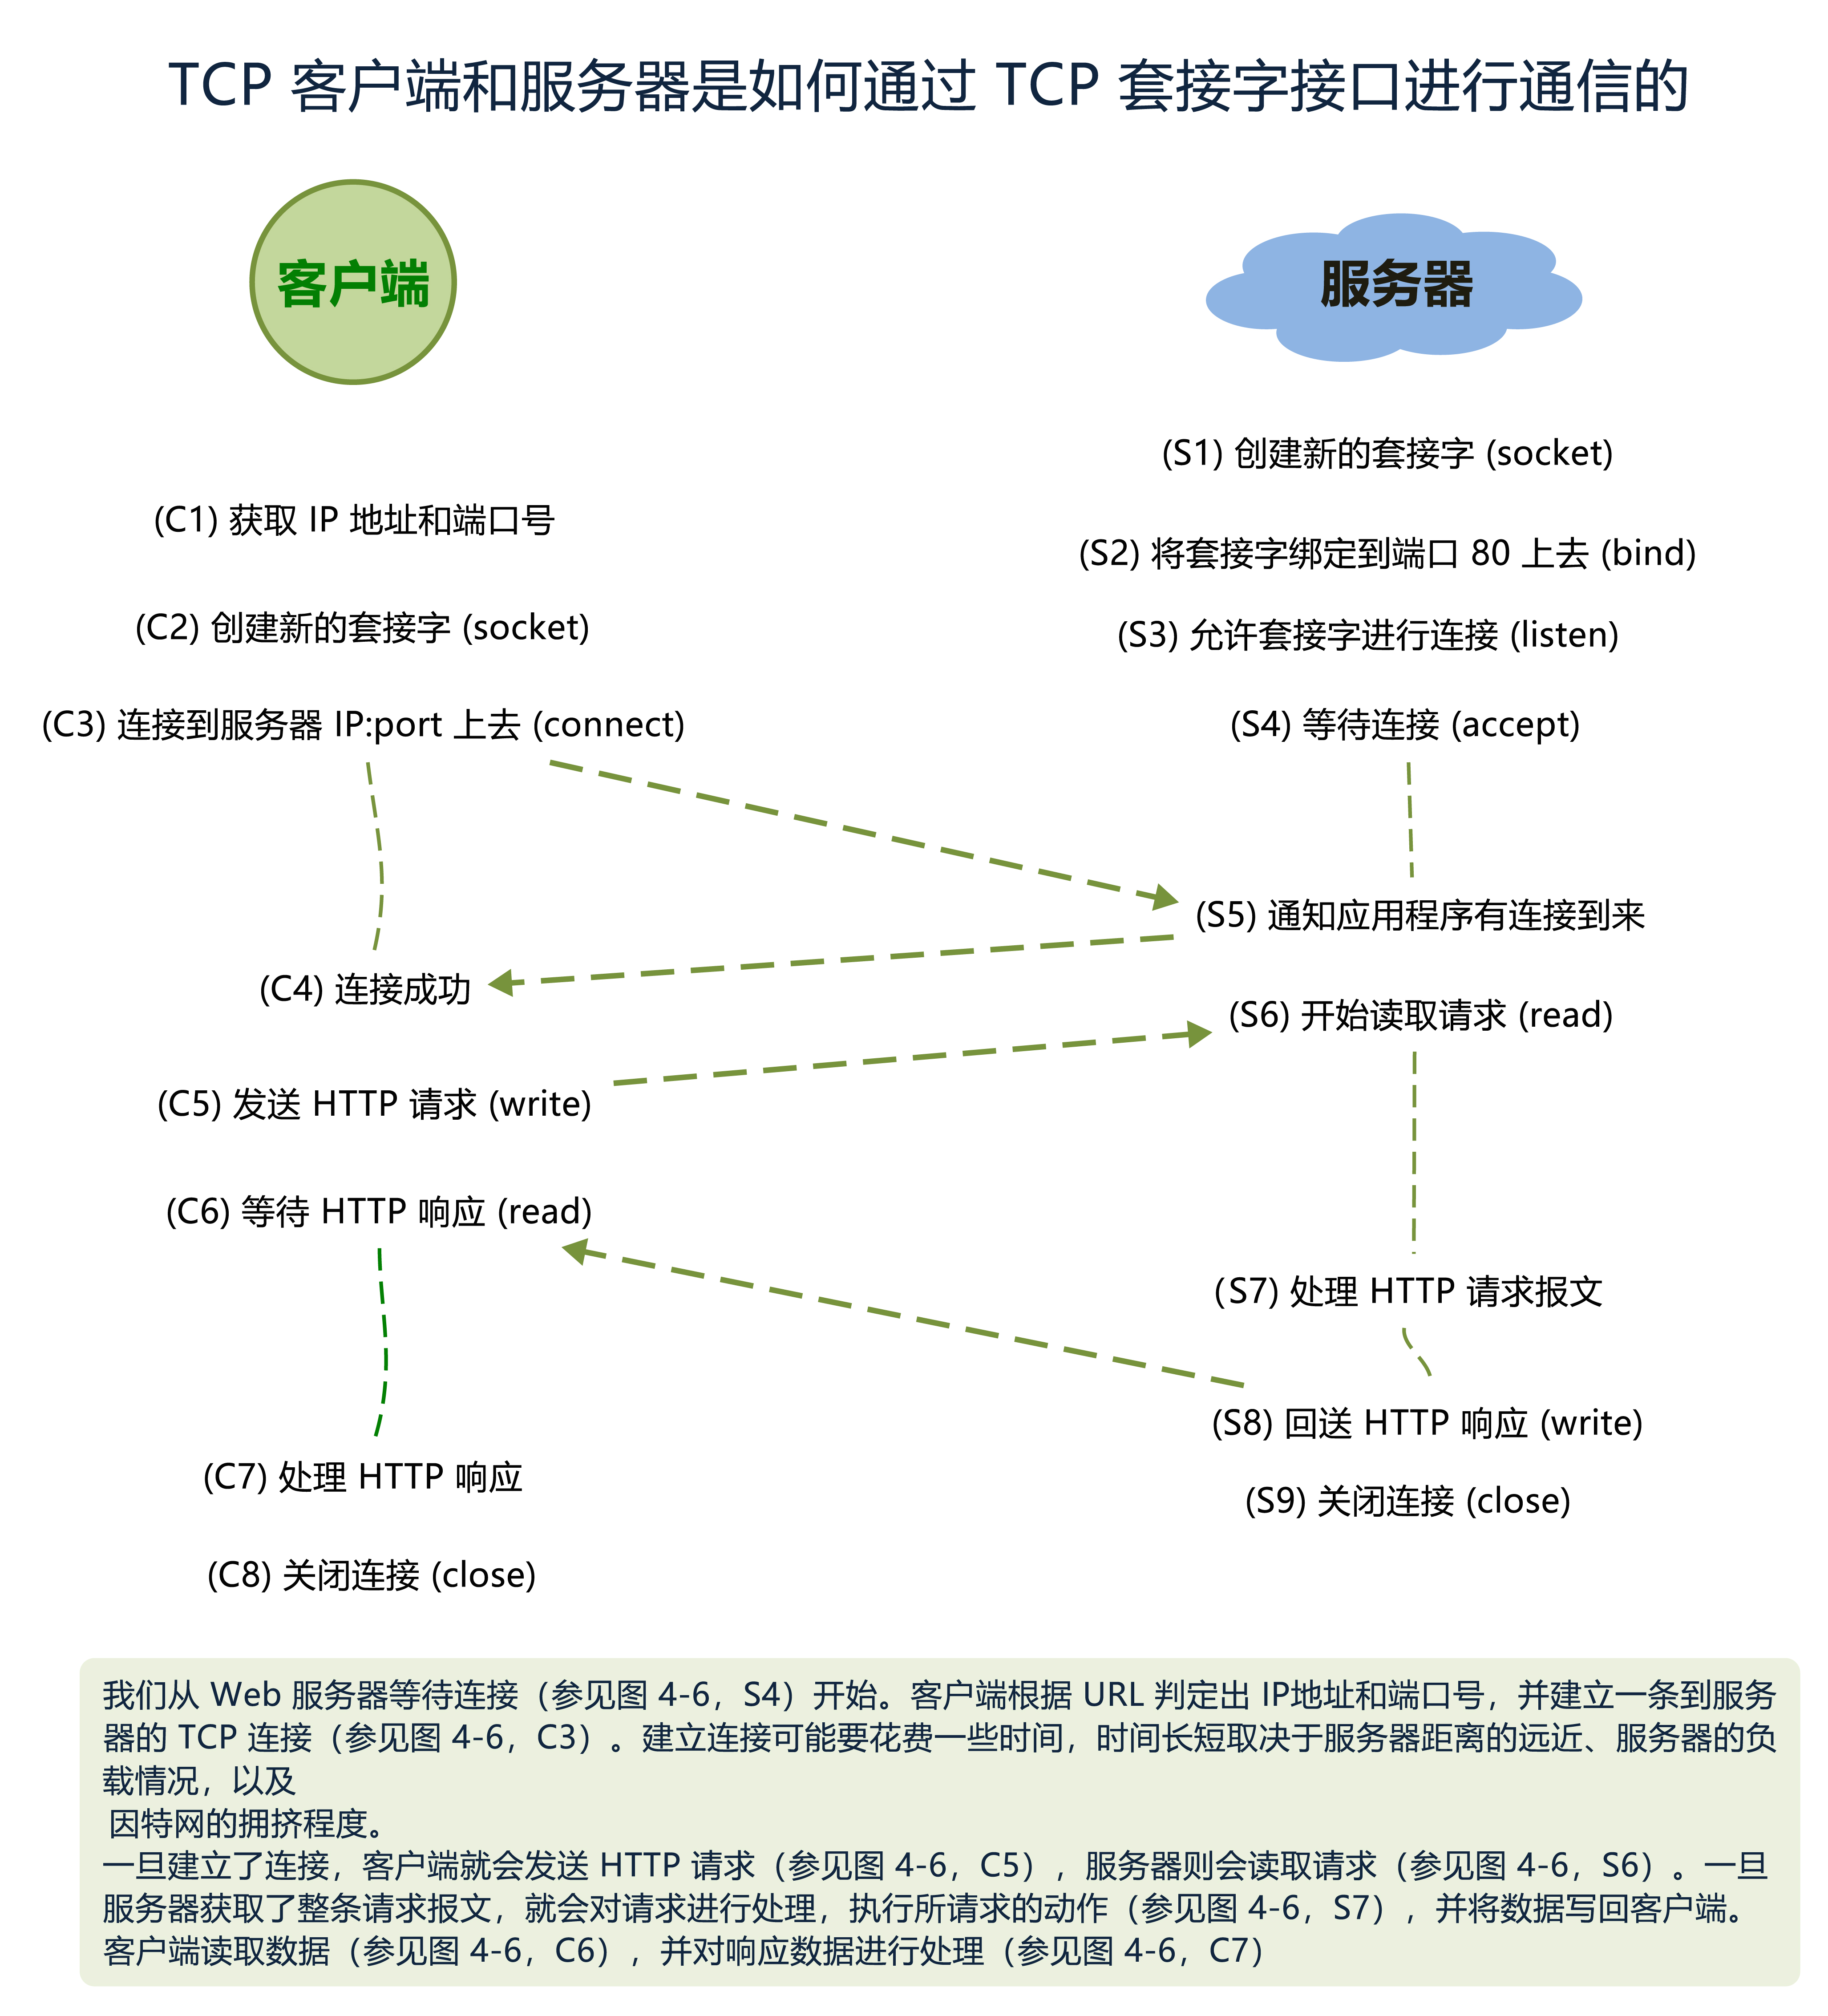 TCP 客户端和服务器是如何通过 TCP 套接字接口进行通信的
客户端
服务器
(S1) 创建新的套接字 (socket)
(C1) 获取 IP 地址和端口号
(S2) 将套接字绑定到端口 80 上去 (bind)
(C2) 创建新的套接字 (socket)
(S3) 允许套接字进行连接 (listen)
(C3) 连接到服务器 IP:port 上去 (connect)
(S4) 等待连接 (accept)
(S5) 通知应用程序有连接到来
(C4) 连接成功
(S6) 开始读取请求 (read)
(C5) 发送 HTTP 请求 (write)
(C6) 等待 HTTP 响应 (read)
(S7) 处理 HTTP 请求报文
(S8) 回送 HTTP 响应 (write)
(C7) 处理 HTTP 响应
(S9) 关闭连接 (close)
(C8) 关闭连接 (close)
我们从 Web 服务器等待连接（参见图 4-6，S4）开始。客户端根据 URL 判定出 IP地址和端口号，并建立一条到服务
器的 TCP 连接（参见图 4-6，C3）。建立连接可能要花费一些时间，时间长短取决于服务器距离的远近、服务器的负
载情况，以及
因特网的拥挤程度。
一旦建立了连接，客户端就会发送 HTTP 请求（参见图 4-6，C5），服务器则会读取请求（参见图 4-6，S6）。一旦
服务器获取了整条请求报文，就会对请求进行处理，执行所请求的动作（参见图 4-6，S7），并将数据写回客户端。
客户端读取数据（参见图 4-6，C6），并对响应数据进行处理（参见图 4-6，C7）